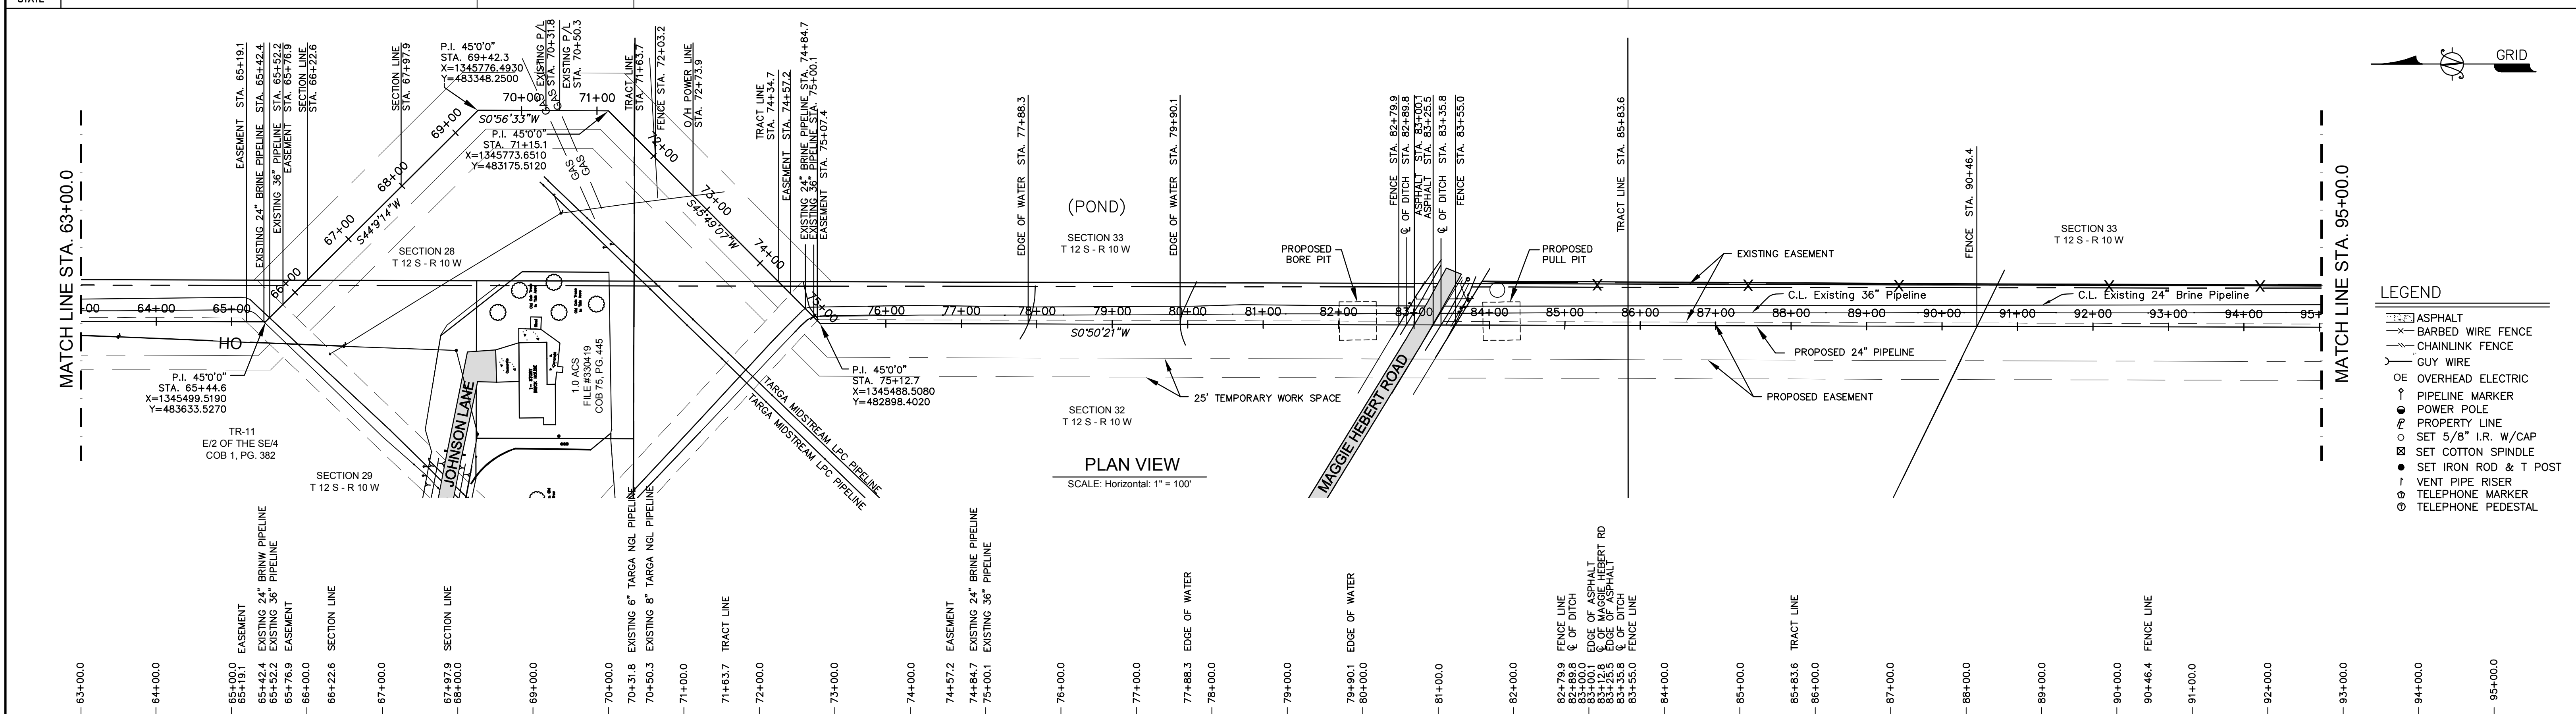 STATE
MATCH LINE STA. 63+00.0
EASEMENT STA. 65+19.1
EXISTING 24" BRINE PIPELINE STA. 65+42.4
EXISTING 36" PIPELINE STA. 65+52.2
EASEMENT STA. 65+76.9
SECTION LINE
STA. 66+22.6
SECTION LINE
STA. 67+97.9
P.I. 45°0'0"
STA. 69+42.3
X=1345776.4930
Y=483348.2500
GAS EXISTING P/L
GAS STA. 70+31.8
EXISTING P/L
STA. 70+50.3
TRACT LINE
STA. 71+63.7
FENCE STA. 72+03.2
O/H POWER LINE
STA. 72+73.9
TRACT LINE
STA. 74+34.7
EASEMENT STA. 74+57.2
EXISTING 24" BRINE PIPELINE STA. 74+84.7
EXISTING 36" PIPELINE STA. 75+00.1
EASEMENT STA. 75+07.4
EDGE OF WATER STA. 77+88.3
EDGE OF WATER STA. 79+90.1
FENCE STA. 82+79.9
℄ OF DITCH STA. 82+89.8
ASPHALT STA. 83+00.1
ASPHALT STA. 83+25.5
℄ OF DITCH STA. 83+35.8
FENCE STA. 83+55.0
TRACT LINE STA. 85+83.6
FENCE STA. 90+46.4
MATCH LINE STA. 95+00.0
GRID
P.I. 45°0'0"
STA. 71+15.1
X=1345773.6510
Y=483175.5120
S0°56'33"W
S44°9'14"W
S45°49'07"W
S0°50'21"W
GAS
GAS
00
64+00
65+00
66+00
67+00
68+00
69+00
70+00
71+00
72+00
73+00
74+00
75+00
76+00
77+00
78+00
79+00
80+00
81+00
82+00
83+00
84+00
85+00
86+00
87+00
88+00
89+00
90+00
91+00
92+00
93+00
94+00
95+
SECTION 28
T 12 S - R 10 W
(POND)
SECTION 33
T 12 S - R 10 W
PROPOSED
BORE PIT
PROPOSED
PULL PIT
EXISTING EASEMENT
C.L. Existing 36" Pipeline
C.L. Existing 24" Brine Pipeline
SECTION 33
T 12 S - R 10 W
HO
P.I. 45°0'0"
STA. 65+44.6
X=1345499.5190
Y=483633.5270
TR-11
E/2 OF THE SE/4
COB 1, PG. 382
SECTION 29
T 12 S - R 10 W
JOHNSON LANE
1.0 ACS
FILE #330419
COB 75, PG. 445
TARGA MIDSTREAM LPC PIPELINE
TARGA MIDSTREAM LPC PIPELINE
P.I. 45°0'0"
STA. 75+12.7
X=1345488.5080
Y=482898.4020
SECTION 32
T 12 S - R 10 W
25' TEMPORARY WORK SPACE
MAGGIE HEBERT ROAD
PROPOSED 24" PIPELINE
PROPOSED EASEMENT
PLAN VIEW
SCALE: Horizontal: 1" = 100'
LEGEND
ASPHALT
BARBED WIRE FENCE
CHAINLINK FENCE
GUY WIRE
OE OVERHEAD ELECTRIC
PIPELINE MARKER
POWER POLE
PROPERTY LINE
SET 5/8" I.R. W/CAP
SET COTTON SPINDLE
SET IRON ROD & T POST
VENT PIPE RISER
TELEPHONE MARKER
TELEPHONE PEDESTAL
63+00.0
64+00.0
65+00.0
65+19.1 EASEMENT
65+42.4 EXISTING 24" BRINW PIPELINE
65+52.2 EXISTING 36" PIPELINE
65+76.9 EASEMENT
66+00.0
66+22.6 SECTION LINE
67+00.0
67+97.9 SECTION LINE
68+00.0
69+00.0
70+00.0
70+31.8 EXISTING 6" TARGA NGL PIPELINE
70+50.3 EXISTING 8" TARGA NGL PIPELINE
71+00.0
71+63.7 TRACT LINE
72+00.0
73+00.0
74+00.0
74+57.2 EASEMENT
74+84.7 EXISTING 24" BRINE PIPELINE
75+00.1 EXISTING 36" PIPELINE
76+00.0
77+00.0
77+88.3 EDGE OF WATER
78+00.0
79+00.0
79+90.1 EDGE OF WATER
80+00.0
81+00.0
82+00.0
82+79.9 FENCE LINE
82+89.8 ℄ OF DITCH
83+00.0
83+00.1 EDGE OF ASPHALT
83+12.8 ℄ OF MAGGIE HEBERT RD
83+25.5 EDGE OF ASPHALT
83+35.8 ℄ OF DITCH
83+55.0 FENCE LINE
84+00.0
85+00.0
85+83.6 TRACT LINE
86+00.0
87+00.0
88+00.0
89+00.0
90+00.0
90+46.4 FENCE LINE
91+00.0
92+00.0
93+00.0
94+00.0
95+00.0